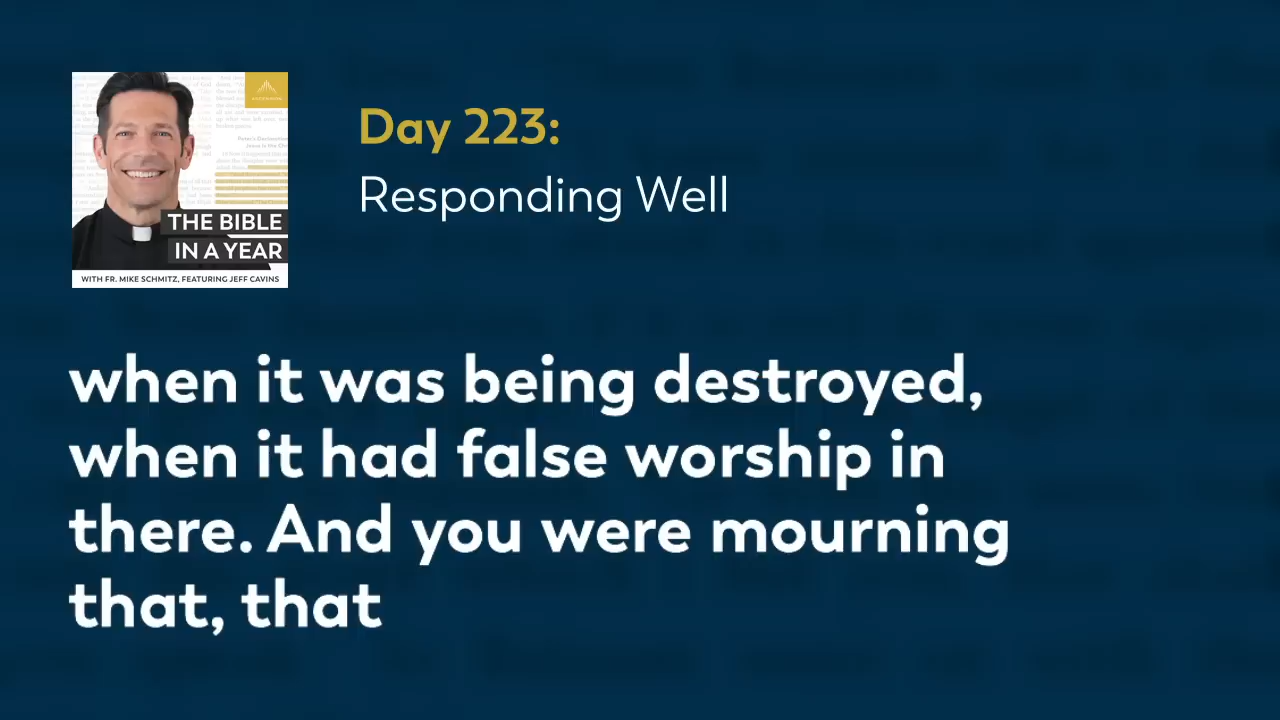 Day 223:
Responding Well
THE BIBLE
IN A YEAR
WITH FR. MIKE SCHMITZ, FEATURING JEFF CAVINS
when it was being destroyed,
when it had false worship in
there. And you were mourning
that, that